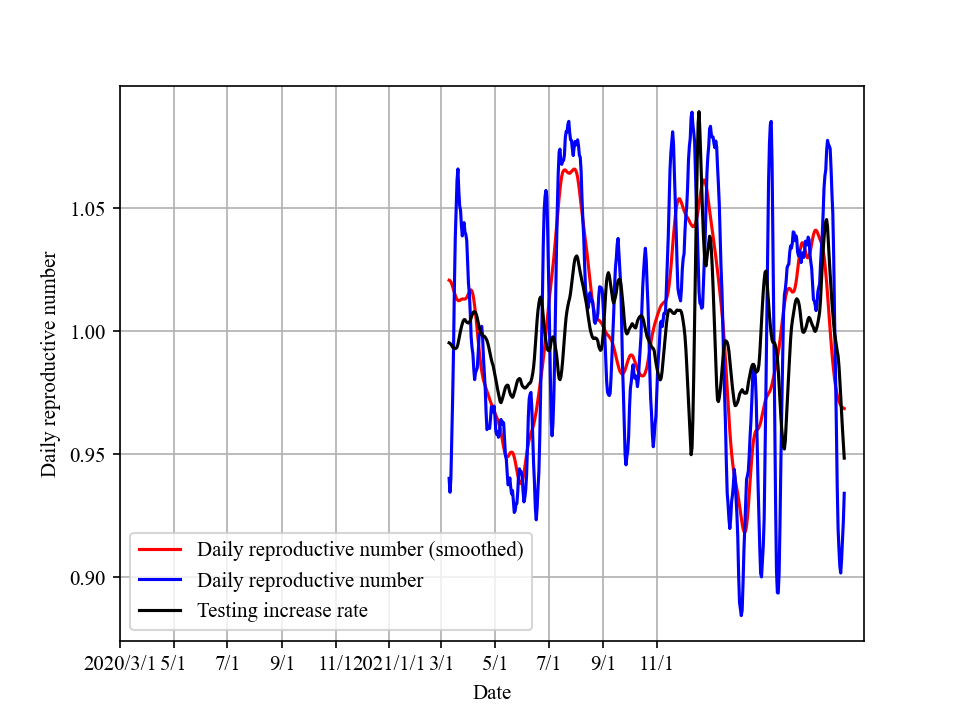 Daily reproductive number
1.05
1.00
0.95
0.90
Daily reproductive number (smoothed)
Daily reproductive number
Testing increase rate
2020/3/1 5/1 7/1 9/1 11/1 2021/1/1 3/1 5/1 7/1 9/1 11/1
Date